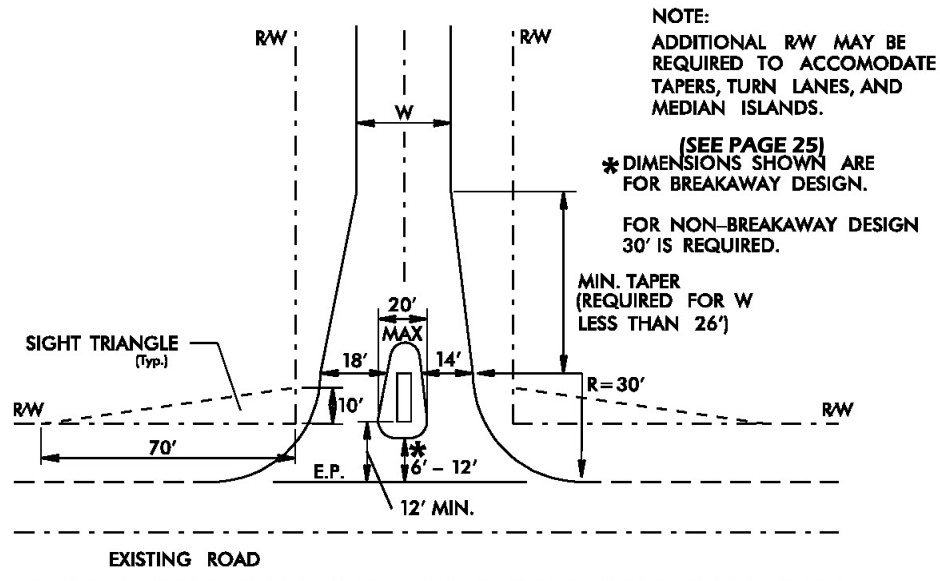 NOTE:
ADDITIONAL R/W MAY BE
REQUIRED TO ACCOMODATE
TAPERS, TURN LANES, AND
MEDIAN ISLANDS.
(SEE PAGE 25)
* DIMENSIONS SHOWN ARE
FOR BREAKAWAY DESIGN.
FOR NON-BREAKAWAY DESIGN
30' IS REQUIRED.
R/W
R/W
W
MIN. TAPER
(REQUIRED FOR W
LESS THAN 26')
20'
MAX
SIGHT TRIANGLE
(Typ.)
18'
14'
R=30'
10'
R/W
R/W
70'
*
6' - 12'
E.P.
12' MIN.
EXISTING ROAD